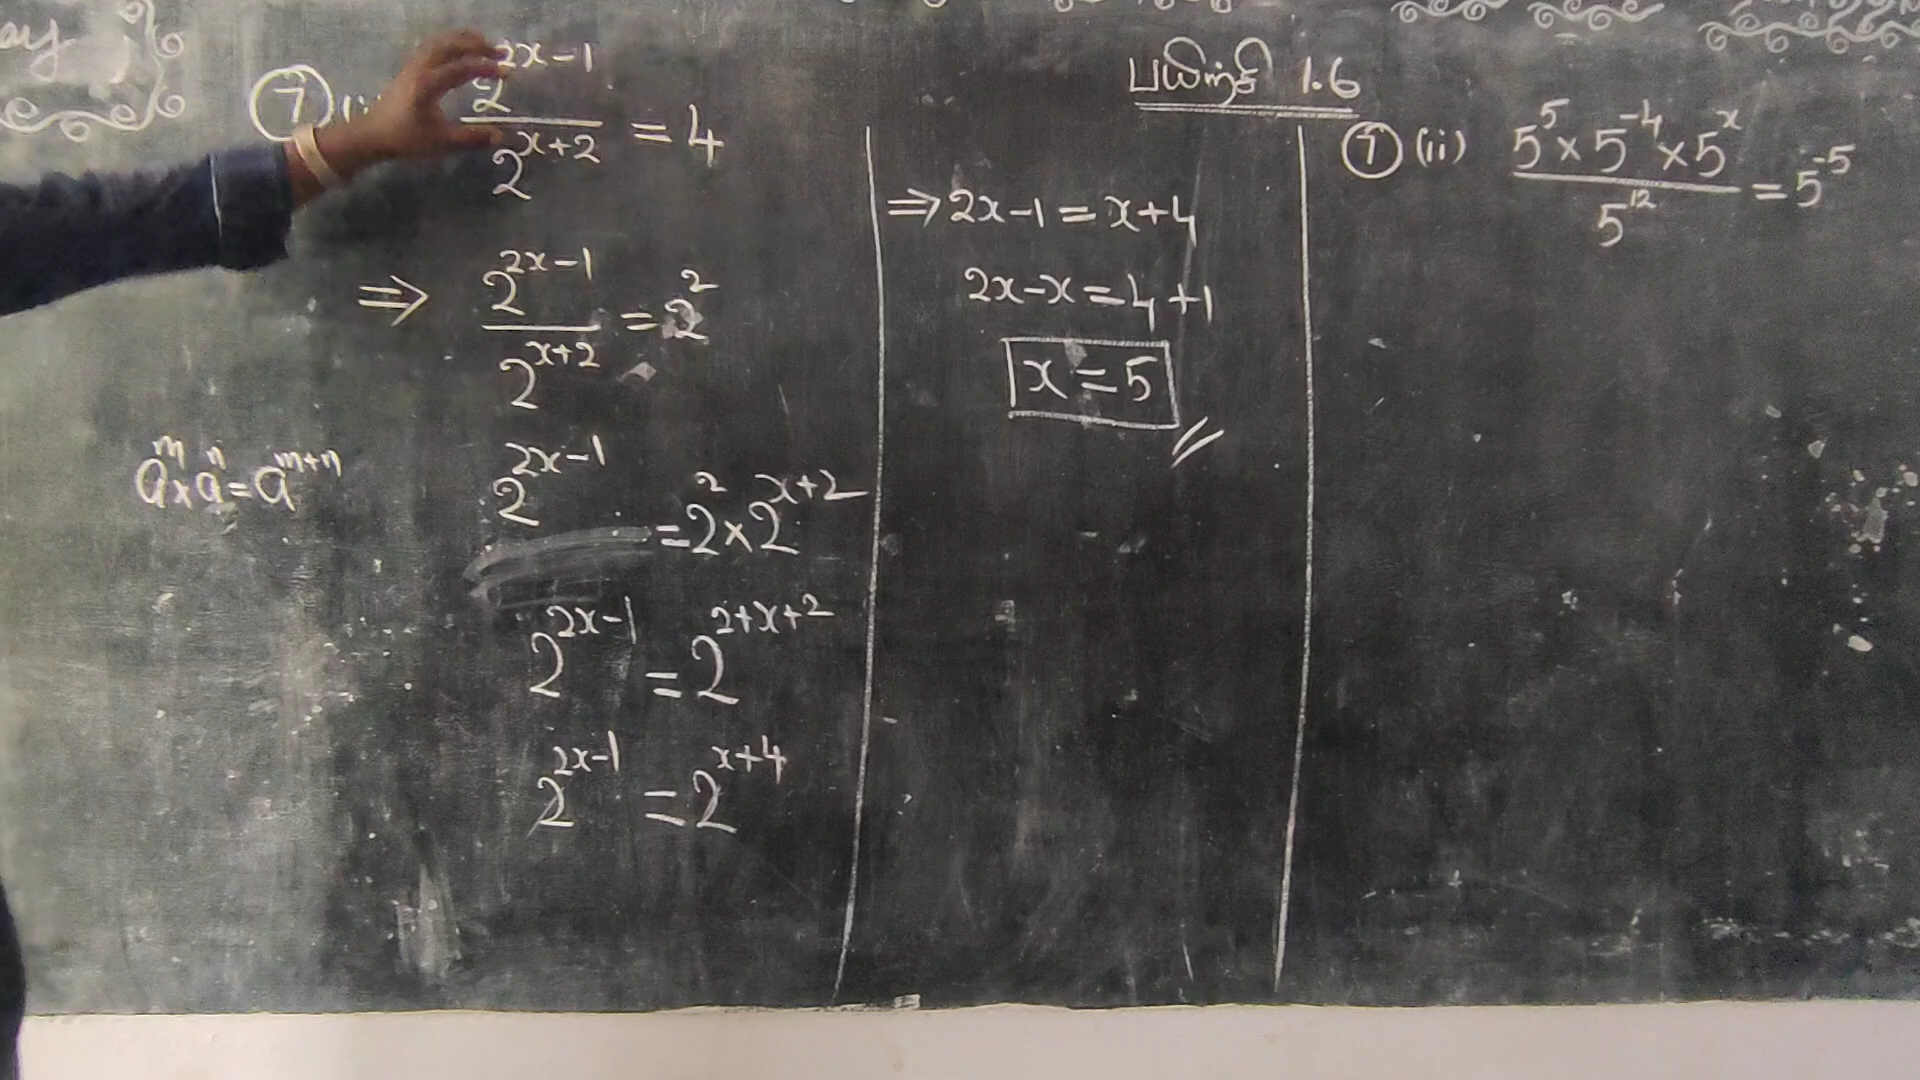 பயிற்சி 1.6
⑦ (i) 2^{2x-1} / 2^{x+2} = 4
⇒ 2^{2x-1} / 2^{x+2} = 2^2
a^m × a^n = a^{m+n}
2^{2x-1} = 2^2 × 2^{x+2}
2^{2x-1} = 2^{2+x+2}
2^{2x-1} = 2^{x+4}
⇒ 2x-1 = x+4
2x-x = 4+1
x = 5
⑦ (ii) 5^5 × 5^{-4} × 5^x / 5^{12} = 5^{-5}